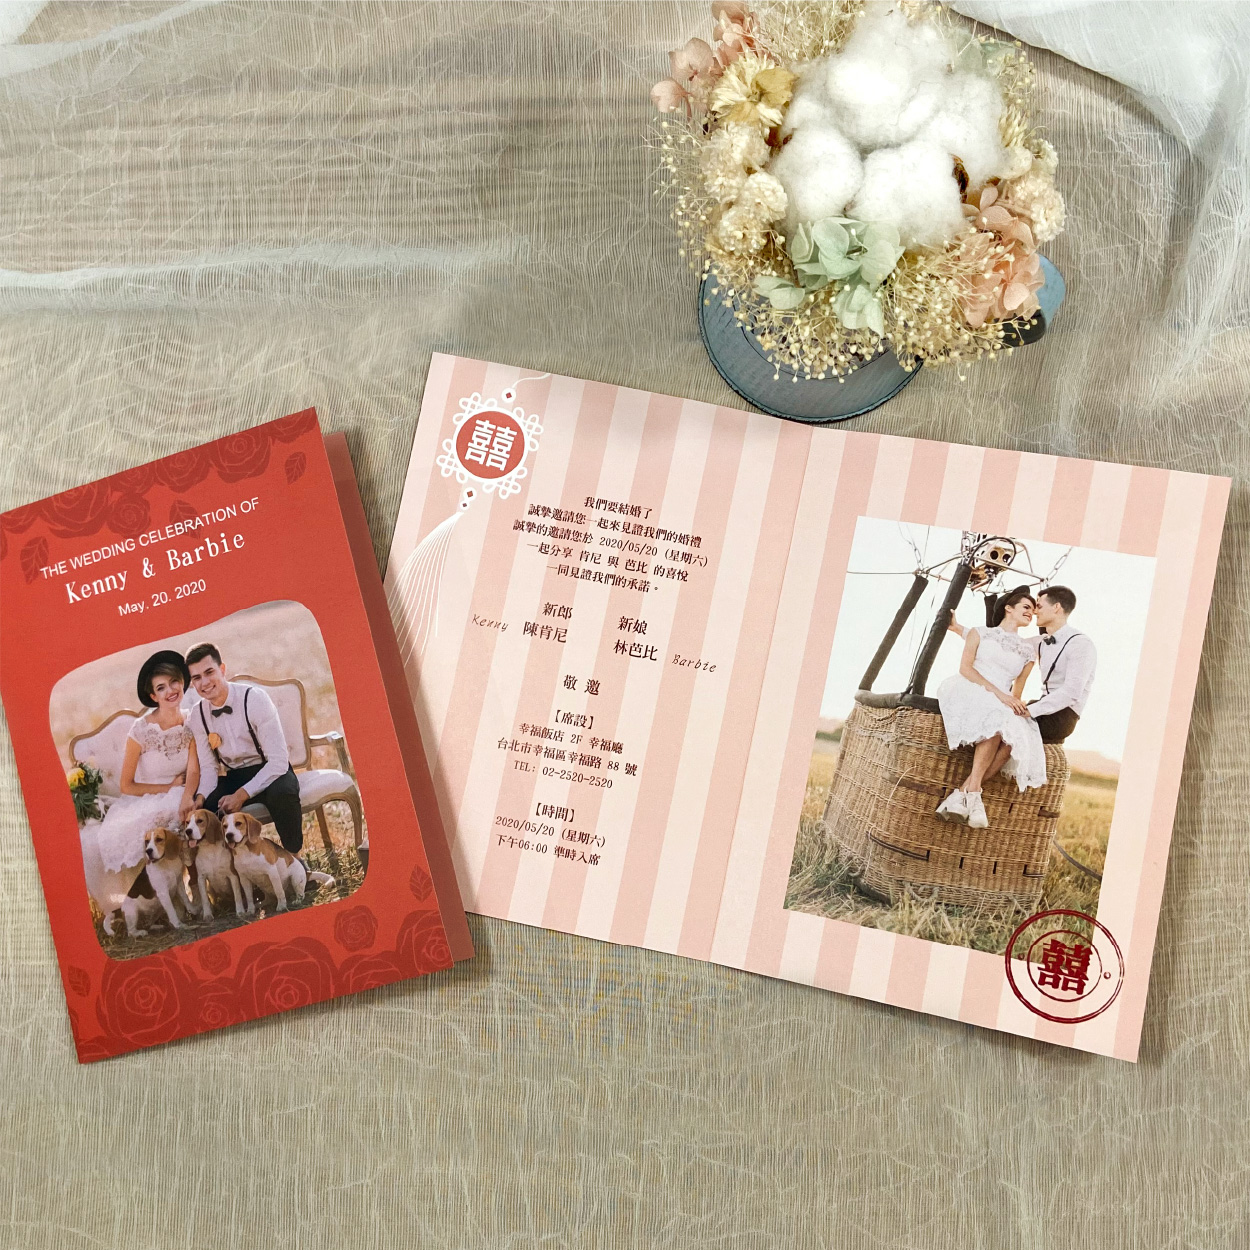 THE WEDDING CELEBRATION OF
Kenny & Barbie
May. 20. 2020
囍
我們要結婚了
誠摯邀請您一起來見證我們的婚禮
誠摯的邀請您於 2020/05/20 (星期六)
一起分享 肯尼 與 芭比 的喜悅
一同見證我們的承諾。
新郎 新娘
Kenny 陳肯尼 林芭比 Barbie
敬 邀
【席設】
幸福飯店 2F 幸福廳
台北市幸福區幸福路 88 號
TEL: 02-2520-2520
【時間】
2020/05/20 (星期六)
下午06:00 準時入席
囍